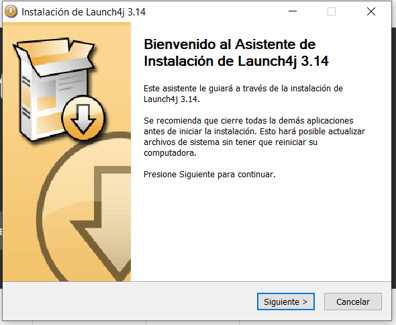 Instalación de Launch4j 3.14
Bienvenido al Asistente de
Instalación de Launch4j 3.14
Este asistente le guiará a través de la instalación de
Launch4j 3.14.
Se recomienda que cierre todas la demás aplicaciones
antes de iniciar la instalación. Esto hará posible actualizar
archivos de sistema sin tener que reiniciar su
computadora.
Presione Siguiente para continuar.
Siguiente >
Cancelar